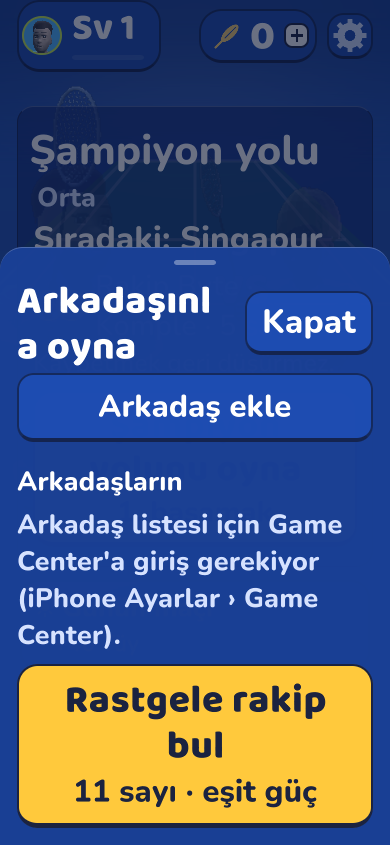 Sv 1
0
Şampiyon yolu
Orta
Sıradaki: Singapur
Arkadaşınl
a oyna
Kapat
Arkadaş ekle
Arkadaşların
Arkadaş listesi için Game
Center'a giriş gerekiyor
(iPhone Ayarlar › Game
Center).
Rastgele rakip
bul
11 sayı · eşit güç